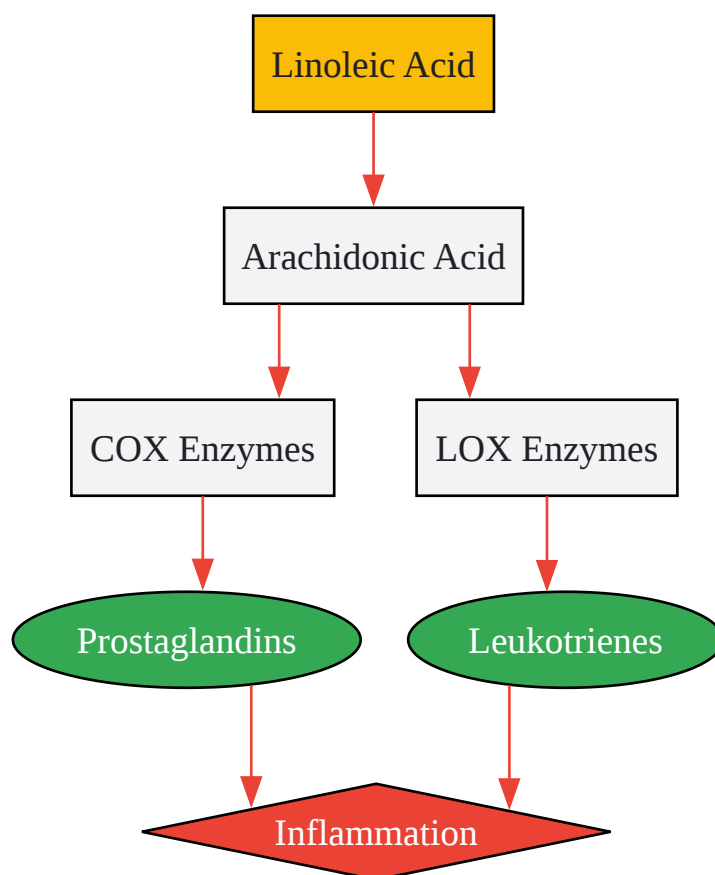 Linoleic Acid
Arachidonic Acid
COX Enzymes
LOX Enzymes
Prostaglandins
Leukotrienes
Inflammation